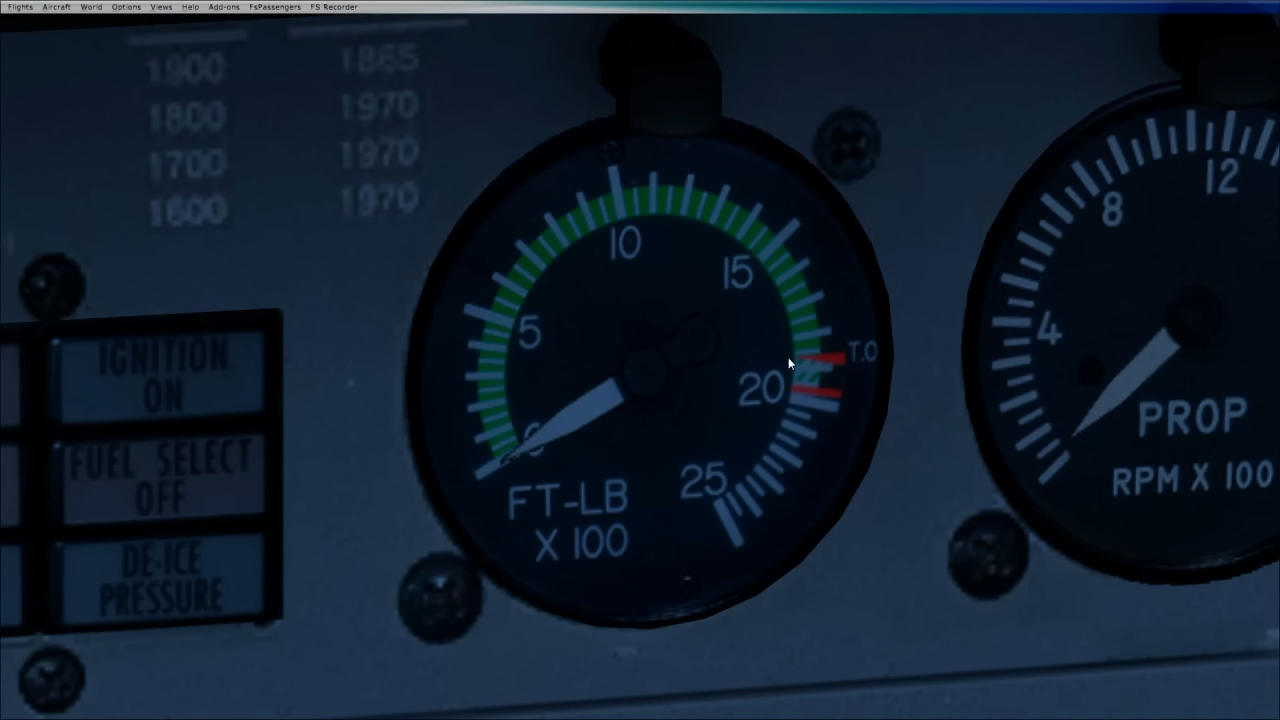 Flights Aircraft World Options Views Help Add-ons FsPassengers FS Recorder
1900 1865
1800 1970
1700 1970
1600 1970
IGNITION
ON
FUEL SELECT
OFF
DE-ICE
PRESSURE
0
5
10
15
20
25
T.O
FT-LB
X 100
4
8
12
PROP
RPM X 100